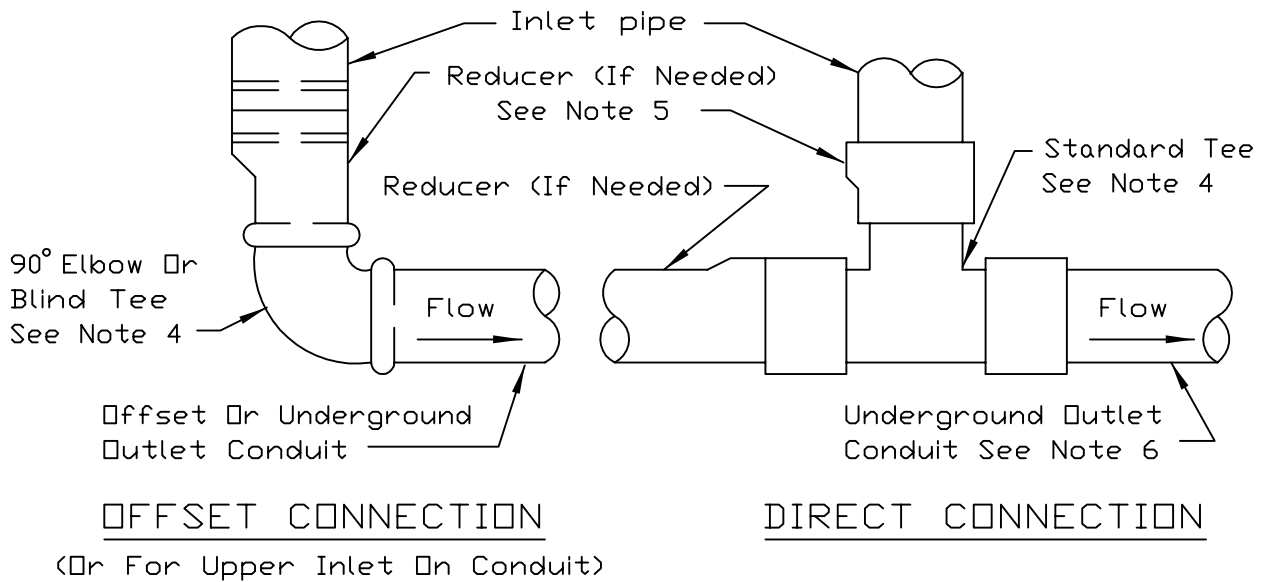 Inlet pipe
Reducer (If Needed)
See Note 5
Standard Tee
See Note 4
Reducer (If Needed)
90° Elbow Or
Blind Tee
See Note 4
Flow
Flow
Offset Or Underground
Outlet Conduit
Underground Outlet
Conduit See Note 6
OFFSET CONNECTION
(Or For Upper Inlet On Conduit)
DIRECT CONNECTION